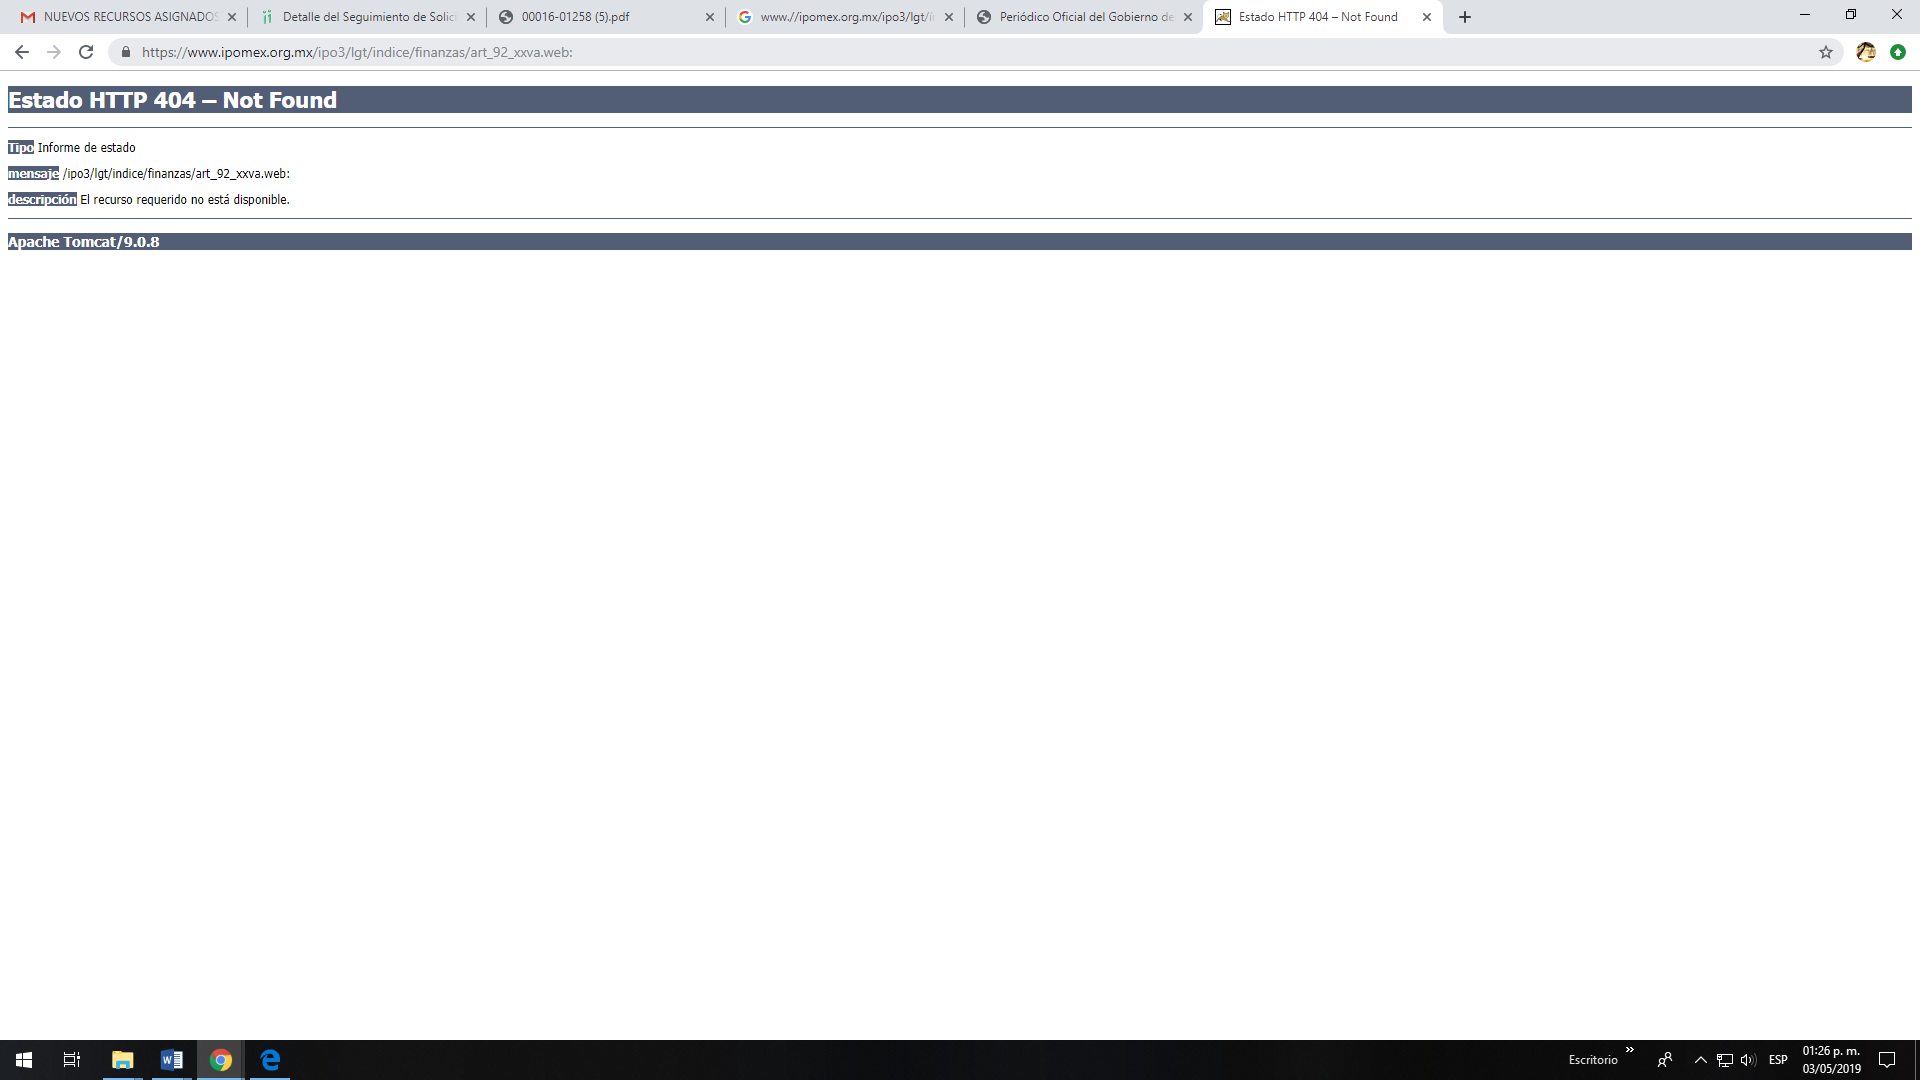 NUEVOS RECURSOS ASIGNADOS
Detalle del Seguimiento de Solici
00016-01258 (5).pdf
www.//ipomex.org.mx/ipo3/lgt/i
Periódico Oficial del Gobierno de
Estado HTTP 404 – Not Found
https://www.ipomex.org.mx/ipo3/lgt/indice/finanzas/art_92_xxva.web:
Estado HTTP 404 – Not Found
Tipo Informe de estado
mensaje /ipo3/lgt/indice/finanzas/art_92_xxva.web:
descripción El recurso requerido no está disponible.
Apache Tomcat/9.0.8
Escritorio
ESP
01:26 p. m.
03/05/2019